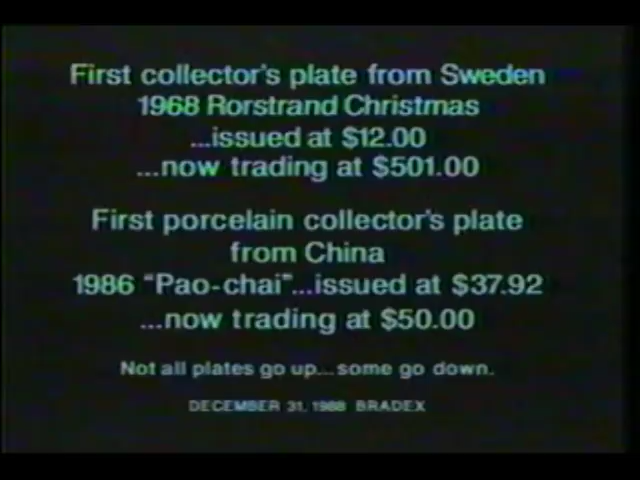 First collector's plate from Sweden
1968 Rorstrand Christmas
...issued at $12.00
...now trading at $501.00
First porcelain collector's plate
from China
1986 "Pao-chai"...issued at $37.92
...now trading at $50.00
Not all plates go up...some go down.
DECEMBER 31, 1988 BRADEX